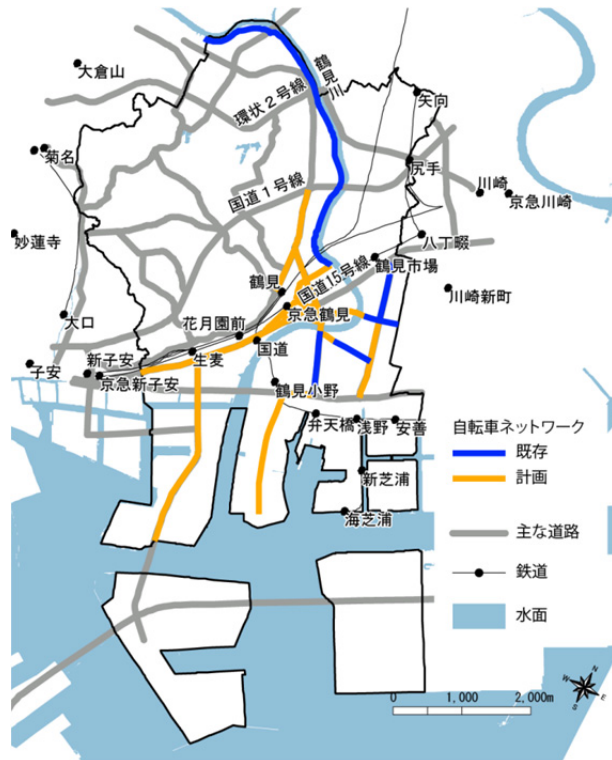 大倉山
鶴見川
環状2号線
矢向
菊名
尻手
国道1号線
川崎
京急川崎
妙蓮寺
八丁畷
鶴見市場
国道15号線
鶴見
川崎新町
京急鶴見
大口
花月園前
国道
生麦
新子安
子安
京急新子安
鶴見小野
弁天橋
浅野
安善
新芝浦
海芝浦
自転車ネットワーク
既存
計画
主な道路
鉄道
水面
0 1,000 2,000m
N
W
E
S